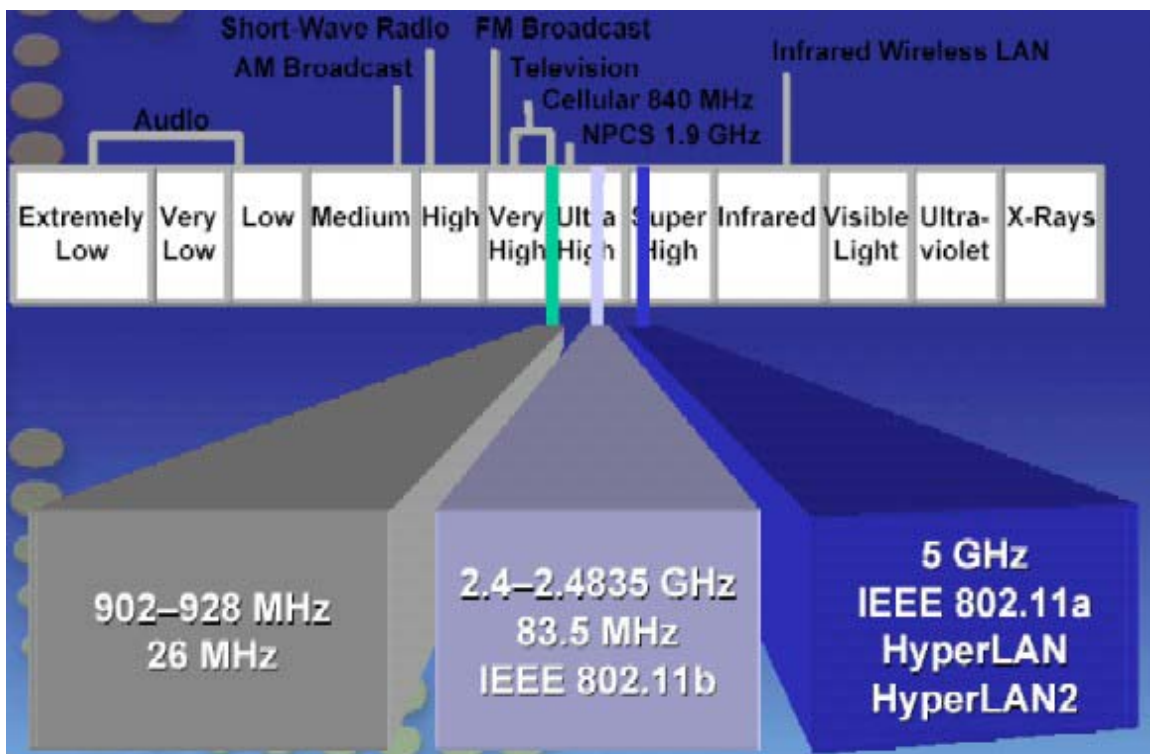 Short-Wave Radio
FM Broadcast
Infrared Wireless LAN
AM Broadcast
Television
Cellular 840 MHz
Audio
NPCS 1.9 GHz
Extremely
Low
Very
Low
Low
Medium
High
Very
High
Ultra
High
Super
High
Infrared
Visible
Light
Ultra-
violet
X-Rays
902–928 MHz
26 MHz
2.4–2.4835 GHz
83.5 MHz
IEEE 802.11b
5 GHz
IEEE 802.11a
HyperLAN
HyperLAN2